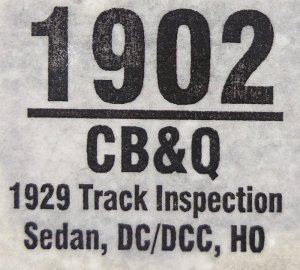 1902
CB&Q
1929 Track Inspection
Sedan, DC/DCC, HO